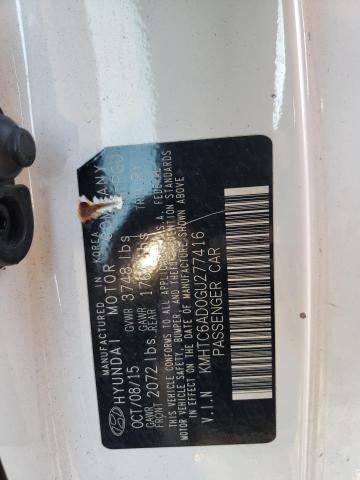 MANUFACTURED IN KOREA
HYUNDAI MOTOR COMPANY
OCT/08/15 GVWR 3748 lbs
GAWR FRONT 2072 lbs. GAWR REAR
THIS VEHICLE CONFORMS TO ALL APPLICABLE U.S.A. FEDERAL
MOTOR VEHICLE SAFETY, BUMPER, AND THEFT PREVENTION STANDARDS
IN EFFECT ON THE DATE OF MANUFACTURE SHOWN ABOVE
V.I.N KMHTC6AD0GU277416
PASSENGER CAR